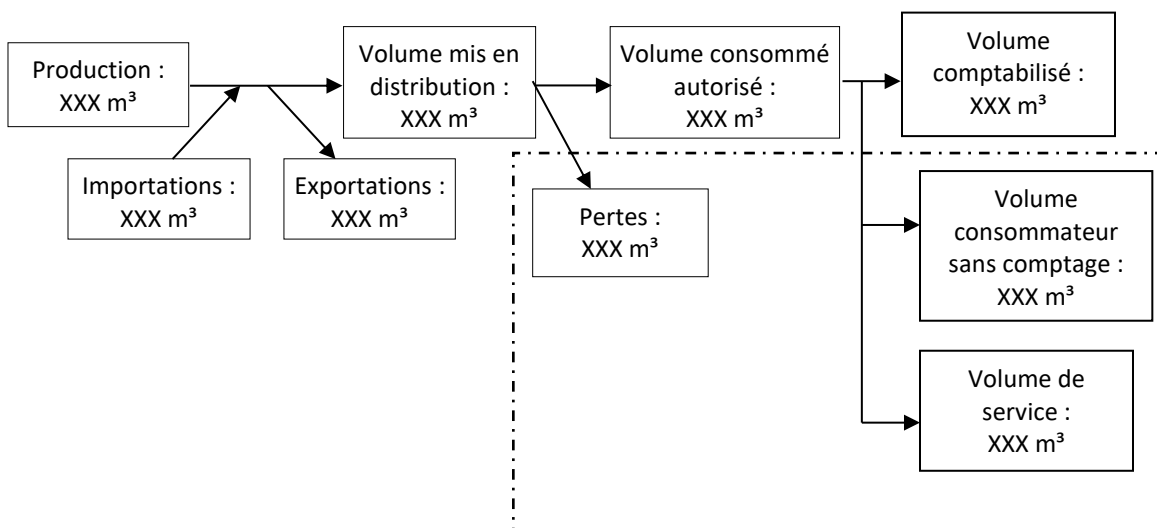 Production :
XXX m³
Volume mis en
distribution :
XXX m³
Volume consommé
autorisé :
XXX m³
Volume
comptabilisé :
XXX m³
Importations :
XXX m³
Exportations :
XXX m³
Pertes :
XXX m³
Volume
consommateur
sans comptage :
XXX m³
Volume de
service :
XXX m³